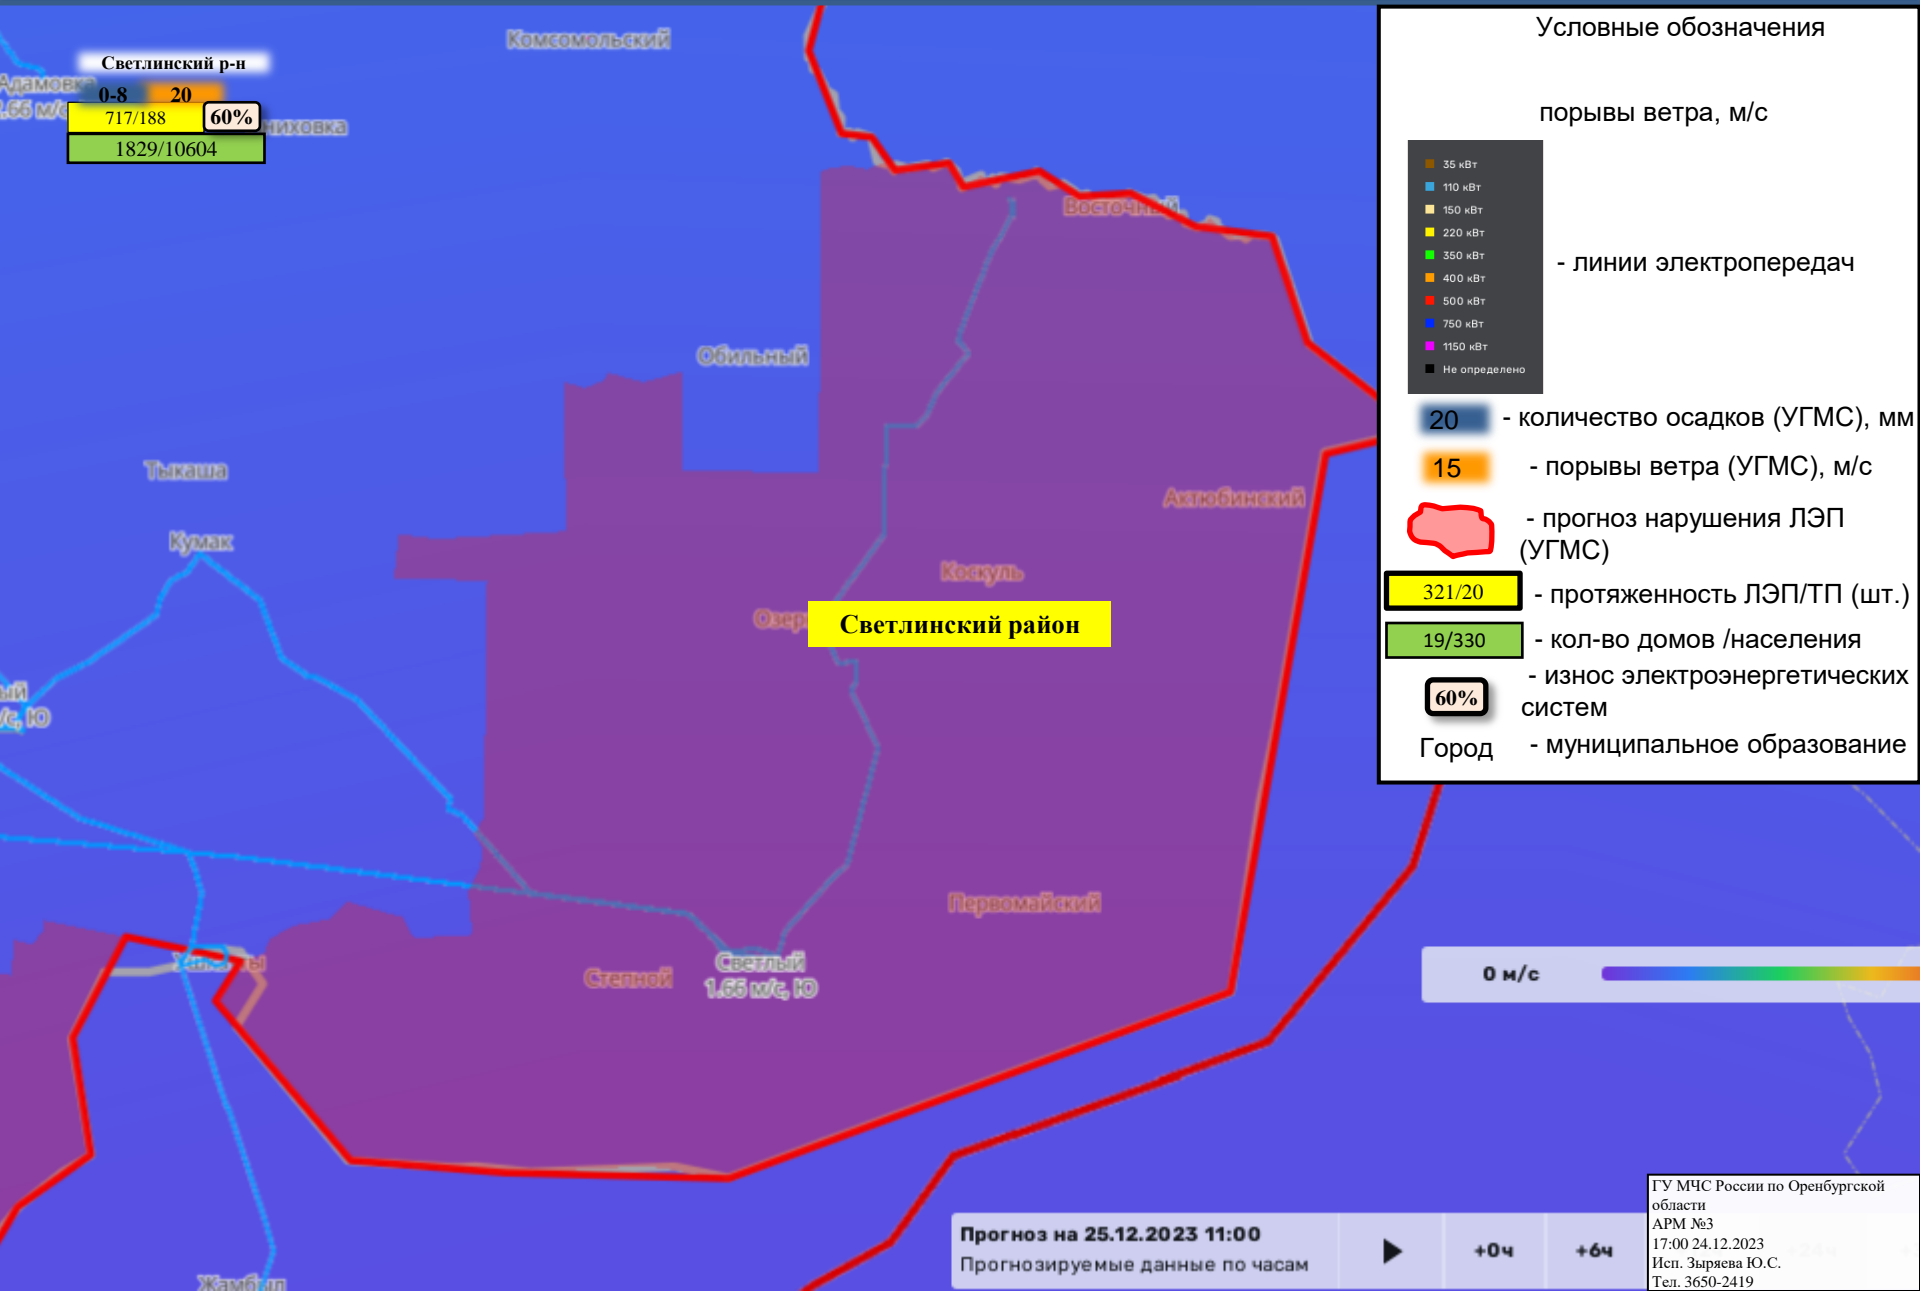 Комсомольский
Светлинский р-н
Адамовка
0-8 20
717/188 60%
1829/10604
Восточный
Обильный
Тыкаша
Кумак
Актюбинский
Коскуль
Светлинский район
Первомайский
Степной
Светлый
1.66 м/с, Ю
Жамбыл
Условные обозначения
порывы ветра, м/с
35 кВт
110 кВт
150 кВт
220 кВт
350 кВт
400 кВт
500 кВт
750 кВт
1150 кВт
Не определено
- линии электропередач
20 - количество осадков (УГМС), мм
15 - порывы ветра (УГМС), м/с
- прогноз нарушения ЛЭП
(УГМС)
321/20 - протяженность ЛЭП/ТП (шт.)
19/330 - кол-во домов /населения
60% - износ электроэнергетических
систем
Город - муниципальное образование
0 м/с
Прогноз на 25.12.2023 11:00
Прогнозируемые данные по часам
+0ч +6ч
ГУ МЧС России по Оренбургской
области
АРМ №3
17:00 24.12.2023
Исп. Зыряева Ю.С.
Тел. 3650-2419